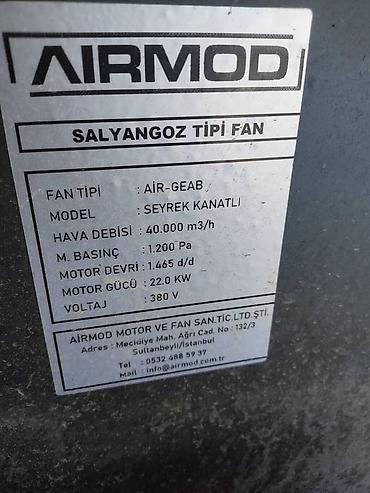 AIRMOD
SALYANGOZ TİPİ FAN
FAN TİPİ : AİR-GEAB
MODEL : SEYREK KANATLI
HAVA DEBİSİ : 40.000 m3/h
M. BASINÇ : 1.200 Pa
MOTOR DEVRİ : 1.465 d/d
MOTOR GÜCÜ : 22.0 KW
VOLTAJ : 380 V
AİRMOD MOTOR VE FAN SAN.TİC.LTD ŞTİ.
Adres : Mecidiye Mah, Ağrı Cad. No : 132/3
Sultanbeyli/İstanbul
Tel : 0532 488 59 37
Mail : info@airmod.com.tr